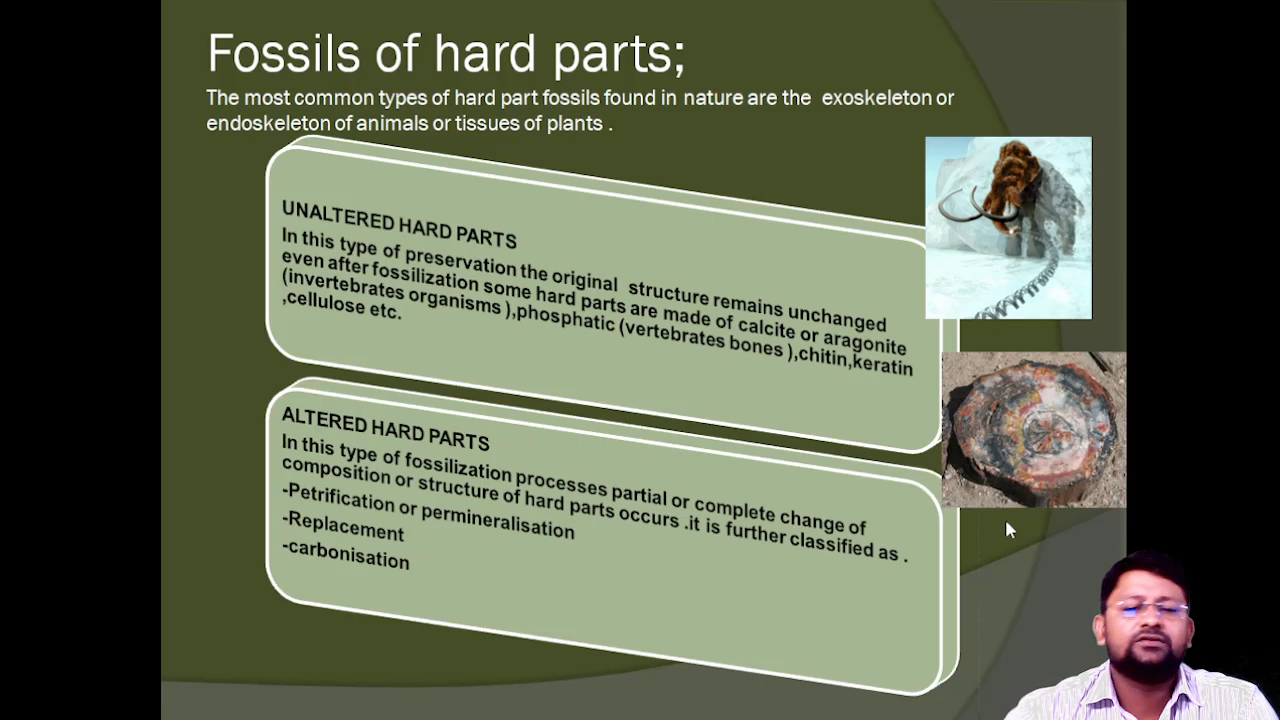 Fossils of hard parts;
The most common types of hard part fossils found in nature are the exoskeleton or
endoskeleton of animals or tissues of plants .
UNALTERED HARD PARTS
In this type of preservation the original structure remains unchanged
even after fossilization some hard parts are made of calcite or aragonite
(invertebrates organisms ),phosphatic (vertebrates bones ),chitin,keratin
,cellulose etc.
ALTERED HARD PARTS
In this type of fossilization processes partial or complete change of
composition or structure of hard parts occurs .it is further classified as .
-Petrification or permineralisation
-Replacement
-carbonisation